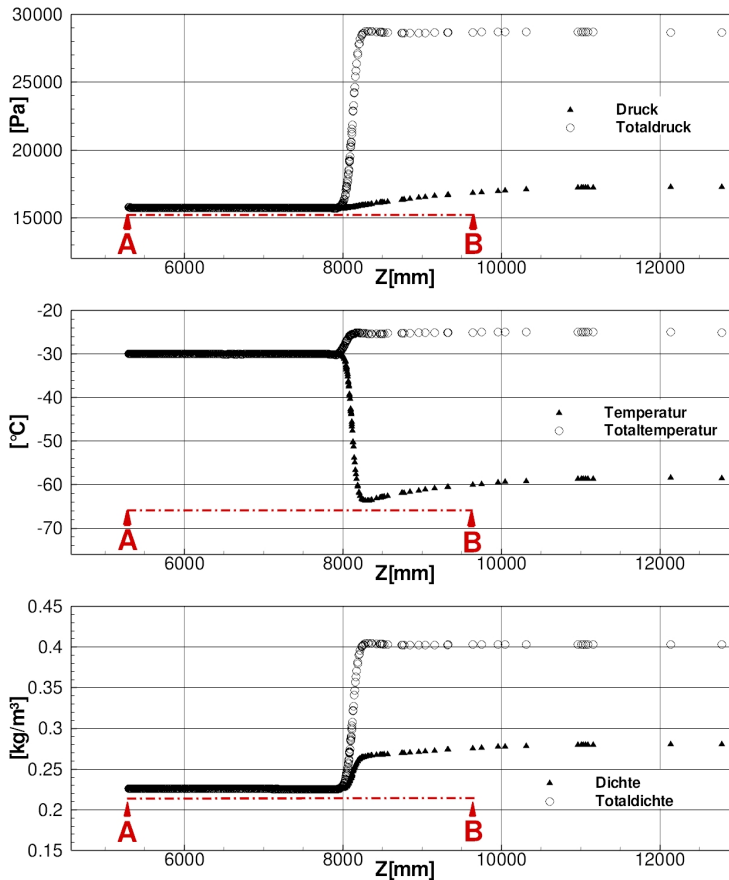 30000
25000
20000
15000
[Pa]
Druck
Totaldruck
A
B
6000
8000
10000
12000
Z[mm]
-20
-30
-40
-50
-60
-70
[°C]
Temperatur
Totaltemperatur
A
B
6000
8000
10000
12000
Z[mm]
0.45
0.4
0.35
0.3
0.25
0.2
0.15
[kg/m³]
Dichte
Totaldichte
A
B
6000
8000
10000
12000
Z[mm]